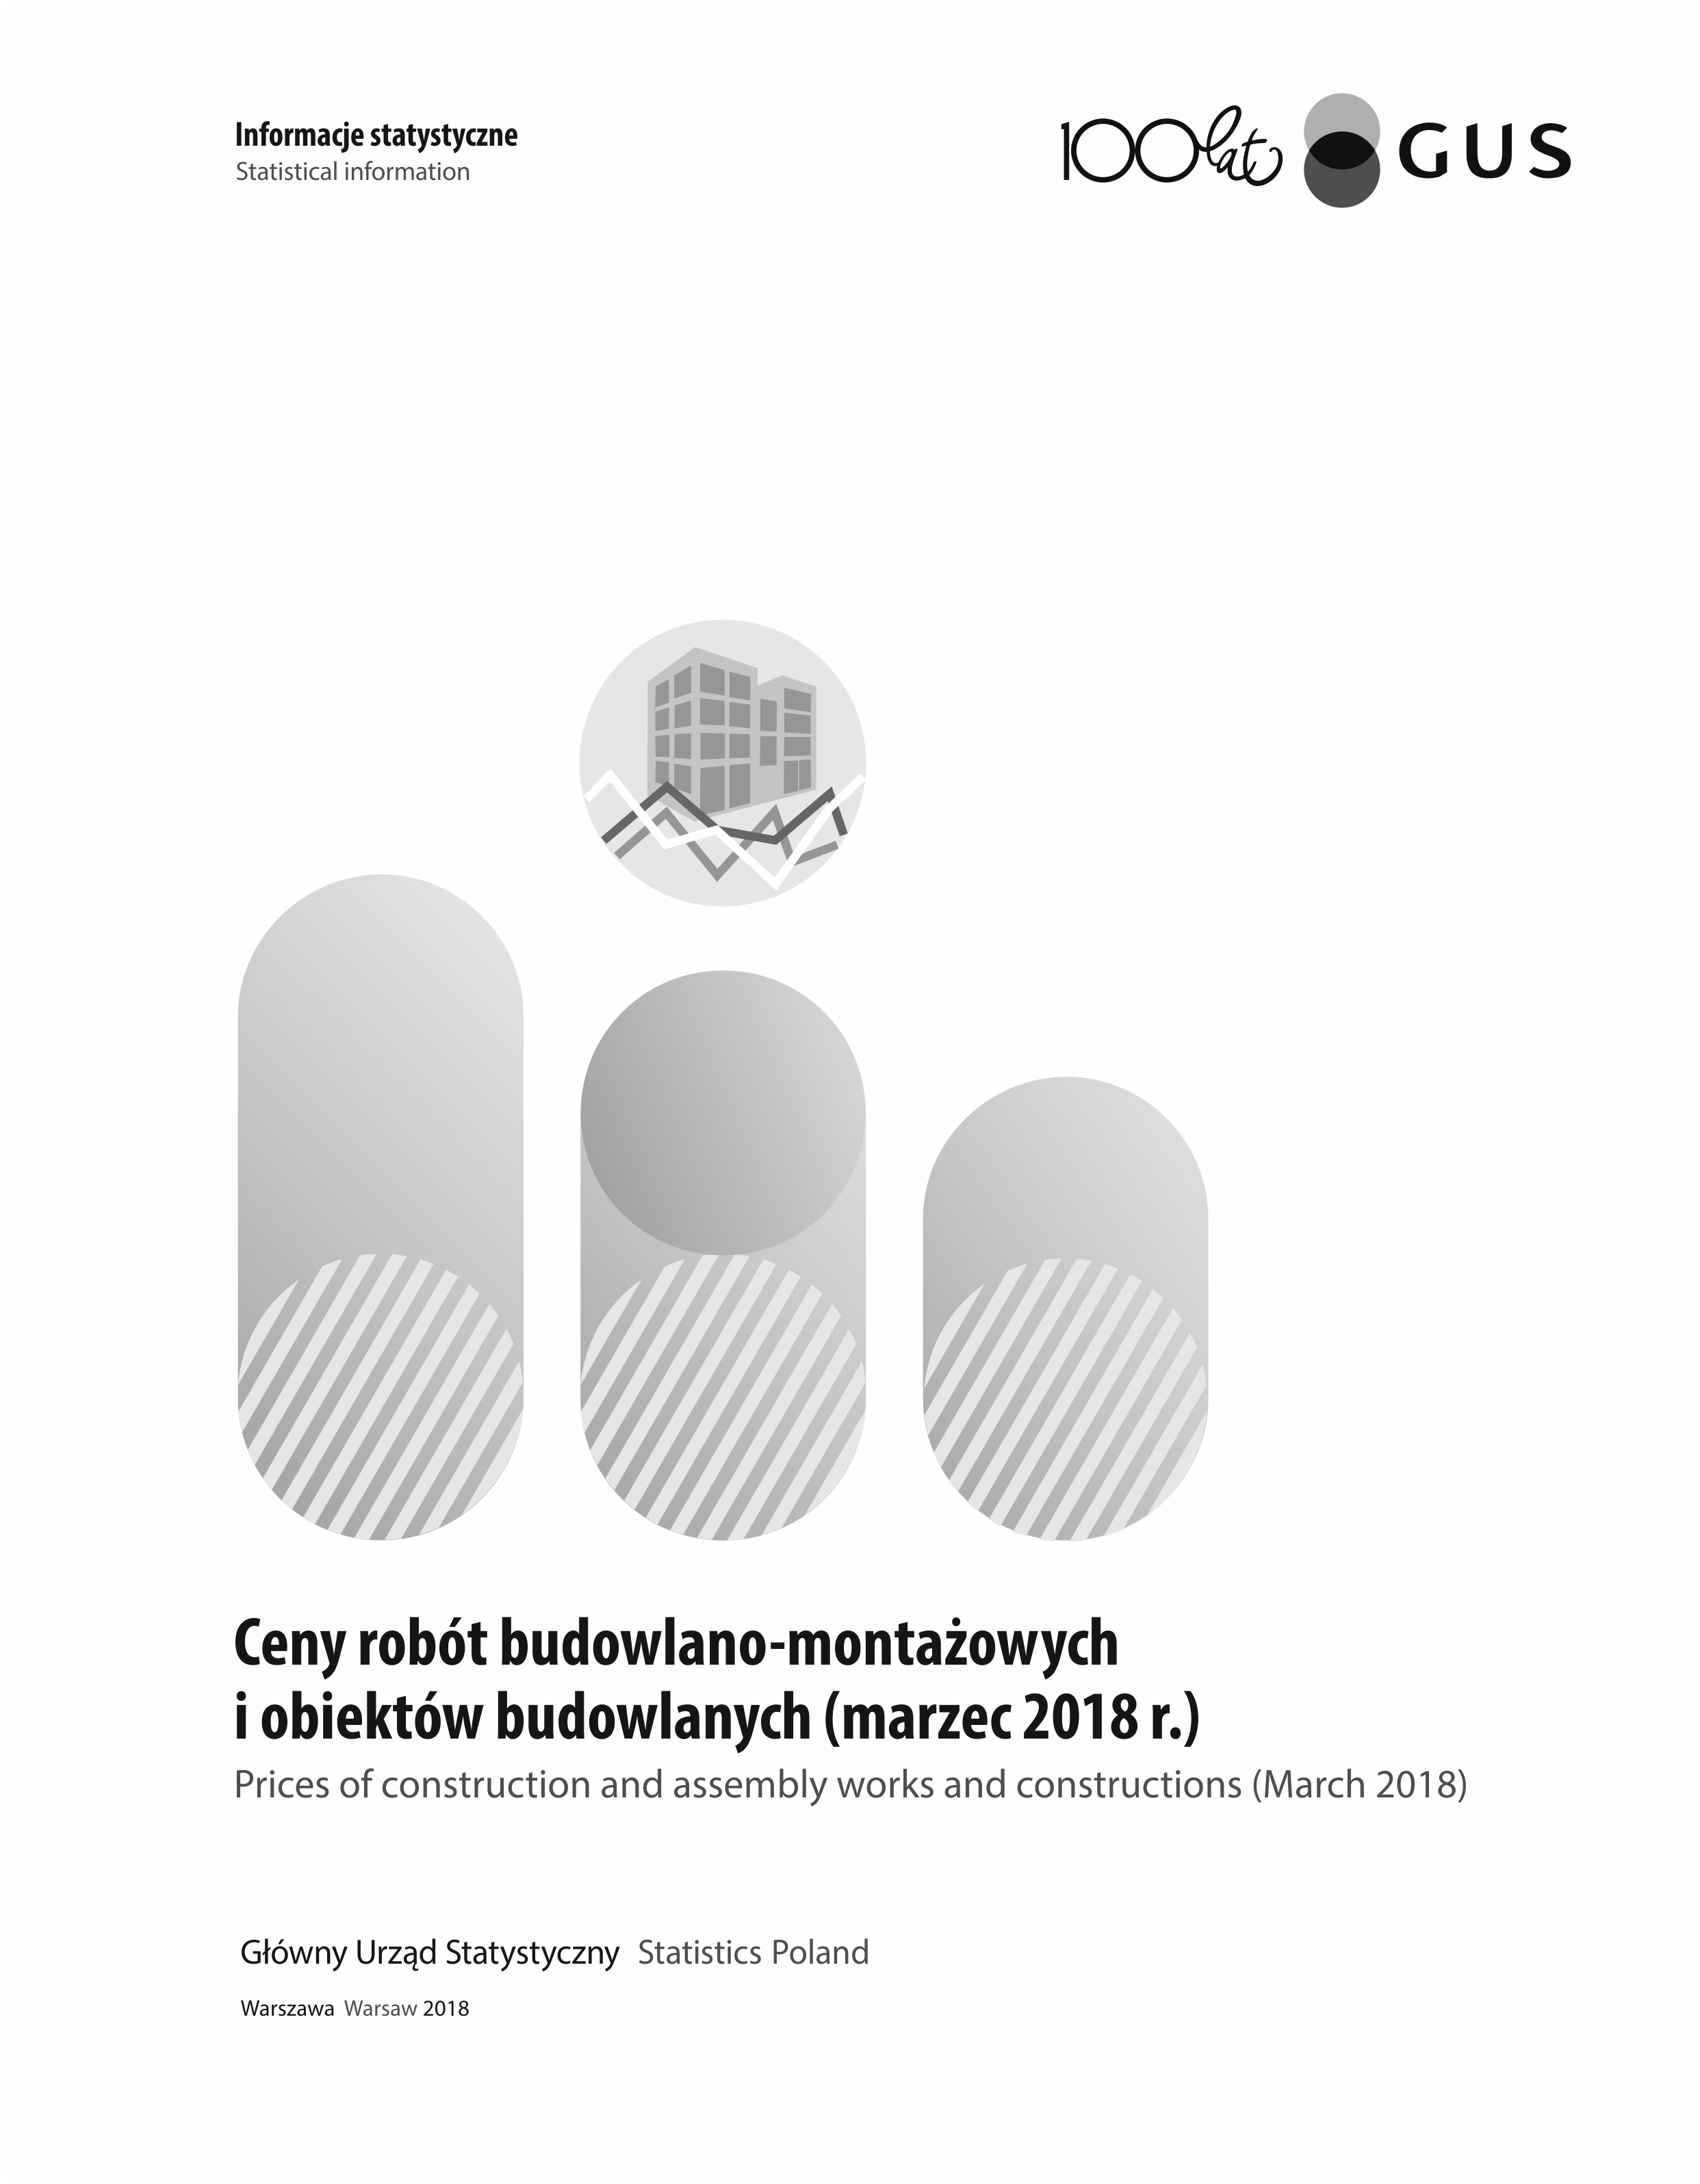 Informacje statystyczne
Statistical information
100 lat GUS
Ceny robót budowlano-montażowych
i obiektów budowlanych (marzec 2018 r.)
Prices of construction and assembly works and constructions (March 2018)
Główny Urząd Statystyczny Statistics Poland
Warszawa Warsaw 2018